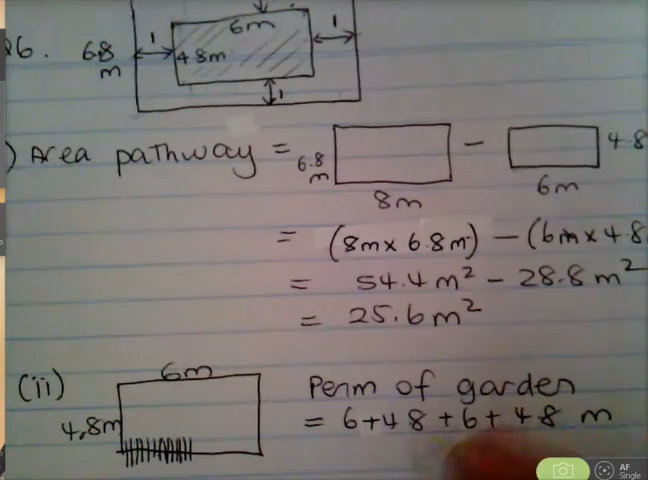 26. 6.8 m 1 6m 4.8m 1 1
) Area pathway = 6.8 m 8m - 4.8 6m
= (8m x 6.8m) - (6m x 4.8
= 54.4 m² - 28.8 m²
= 25.6 m²
(ii) 6m 4.8m Perim of garden
= 6+4.8+6+4.8 m
AF
Single